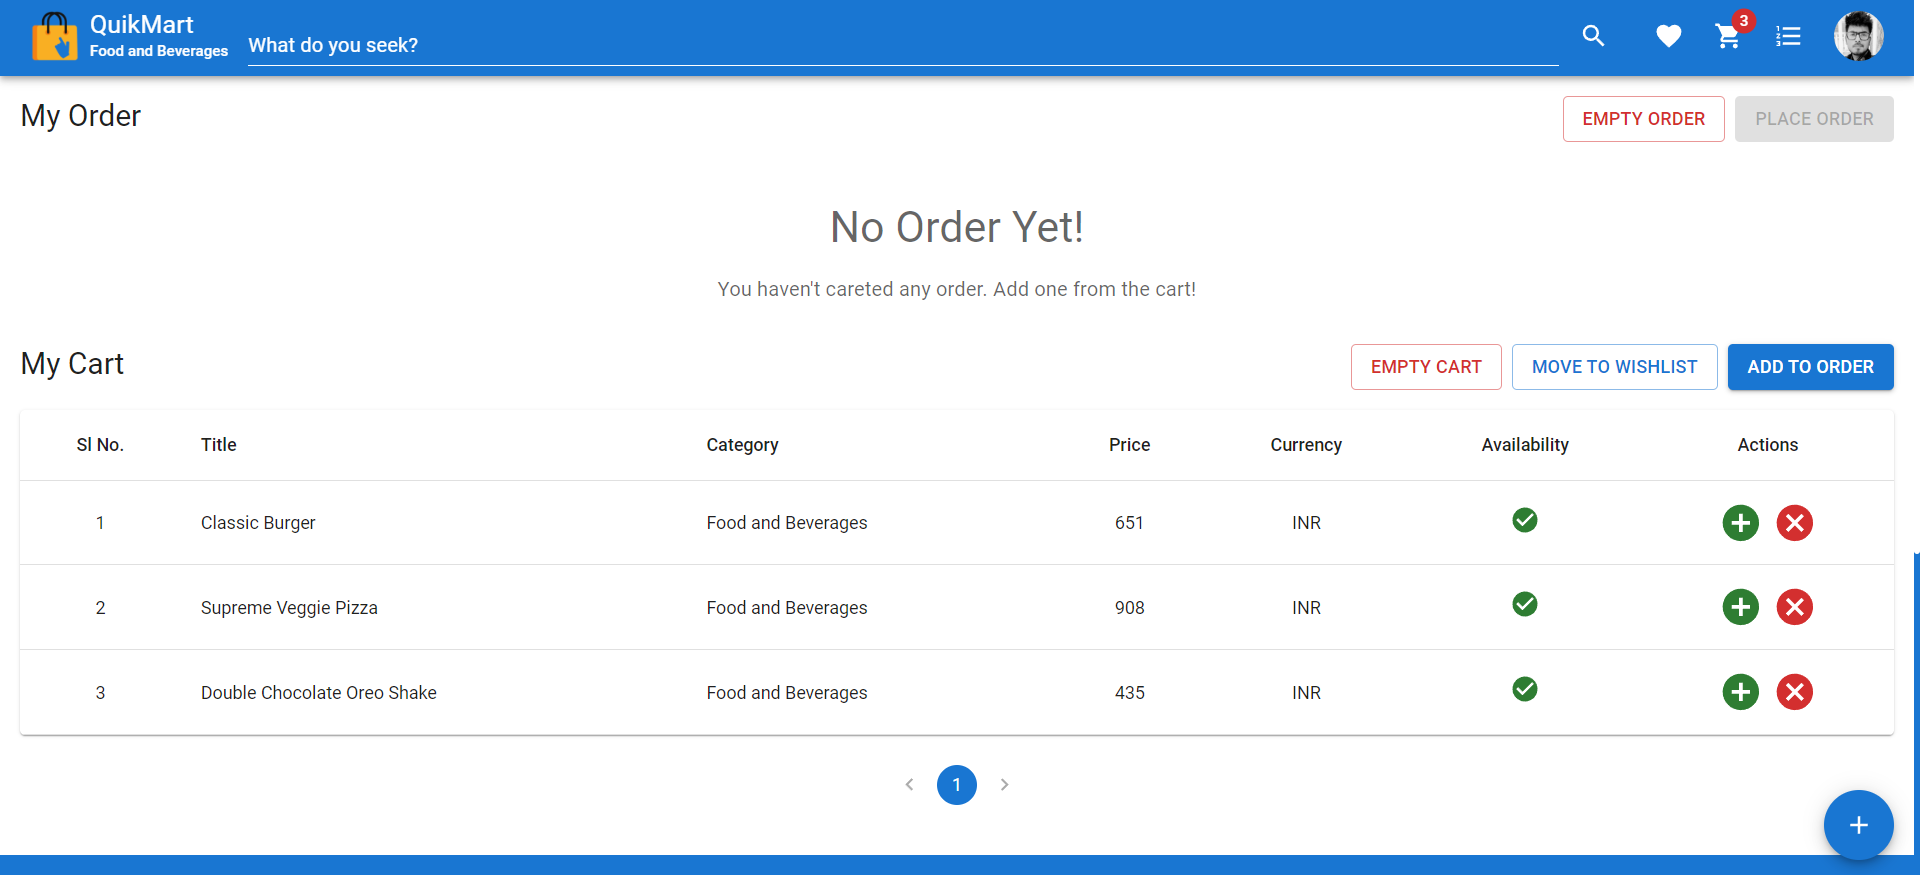 QuikMart
Food and Beverages
What do you seek?
3
My Order
EMPTY ORDER
PLACE ORDER
No Order Yet!
You haven't careted any order. Add one from the cart!
My Cart
EMPTY CART
MOVE TO WISHLIST
ADD TO ORDER
Sl No. Title Category Price Currency Availability Actions
1 Classic Burger Food and Beverages 651 INR
2 Supreme Veggie Pizza Food and Beverages 908 INR
3 Double Chocolate Oreo Shake Food and Beverages 435 INR
1